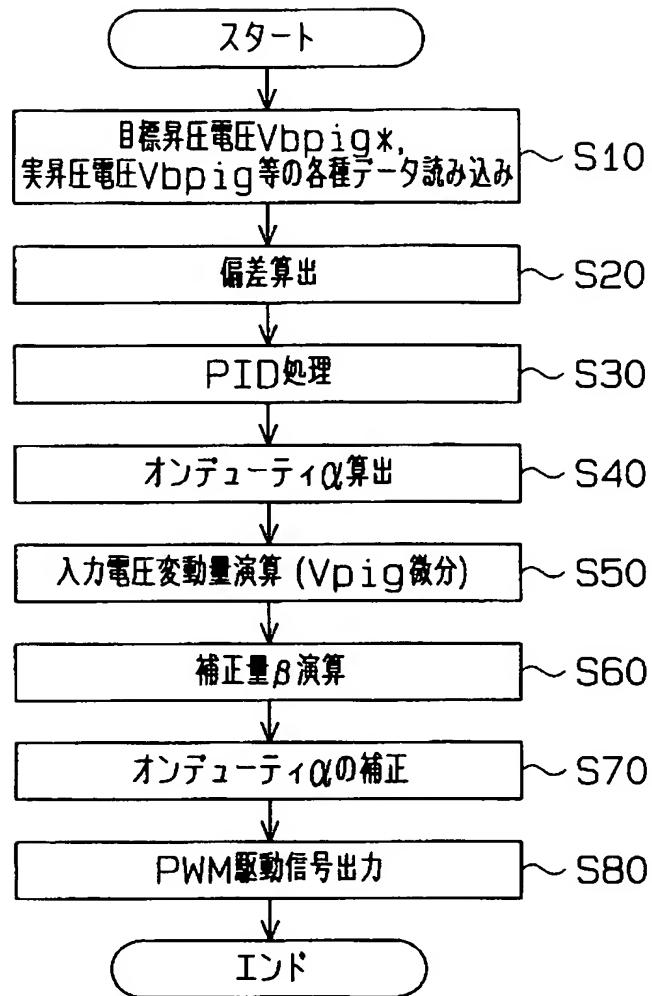 スタート
目標昇圧電圧Vbpig*,
実昇圧電圧Vbpig等の各種データ読み込み
S10
偏差算出
S20
PID処理
S30
オンデューティα算出
S40
入力電圧変動量演算(Vpig微分)
S50
補正量β演算
S60
オンデューティαの補正
S70
PWM駆動信号出力
S80
エンド